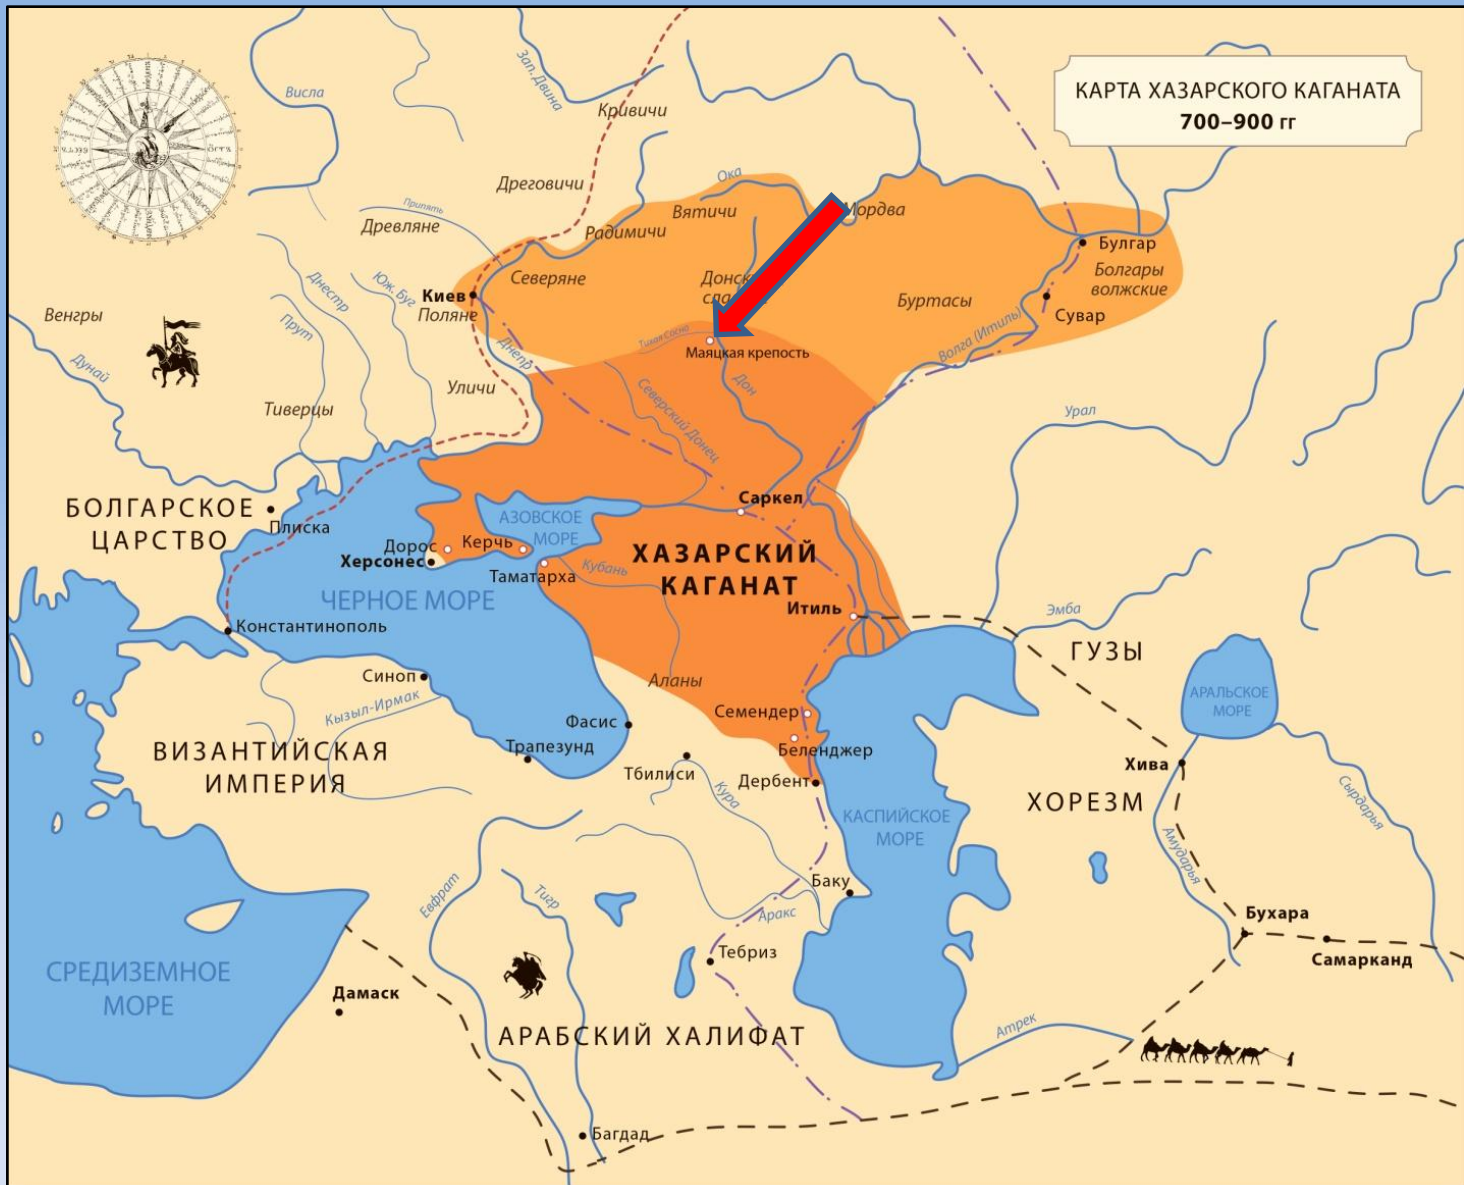 КАРТА ХАЗАРСКОГО КАГАНАТА
700–900 гг
Висла
Зап. Двина
Кривичи
Дреговичи
Припять
Древляне
Ока
Вятичи
Мордва
Радимичи
Северяне
Булгар
Болгары
волжские
Буртасы
Сувар
Киев
Поляне
Днестр
Юж. Буг
Прут
Венгры
Дунай
Днепр
Тихая Сосна
Маяцкая крепость
Волга (Итиль)
Дон
Северский Донец
Уличи
Тиверцы
Урал
БОЛГАРСКОЕ
ЦАРСТВО
Плиска
Саркел
АЗОВСКОЕ
МОРЕ
Дорос
Керчь
Херсонес
Таматарха
Кубань
ХАЗАРСКИЙ
КАГАНАТ
ЧЕРНОЕ МОРЕ
Итиль
Эмба
Константинополь
ГУЗЫ
Синоп
Кызыл-Ирмак
Аланы
АРАЛЬСКОЕ
МОРЕ
Семендер
Фасис
Беленджер
Трапезунд
ВИЗАНТИЙСКАЯ
ИМПЕРИЯ
Тбилиси
Дербент
Кура
Хива
ХОРЕЗМ
Сырдарья
КАСПИЙСКОЕ
МОРЕ
Амударья
Евфрат
Тигр
Баку
Аракс
Бухара
Самарканд
Тебриз
СРЕДИЗЕМНОЕ
МОРЕ
Дамаск
АРАБСКИЙ ХАЛИФАТ
Атрек
Багдад